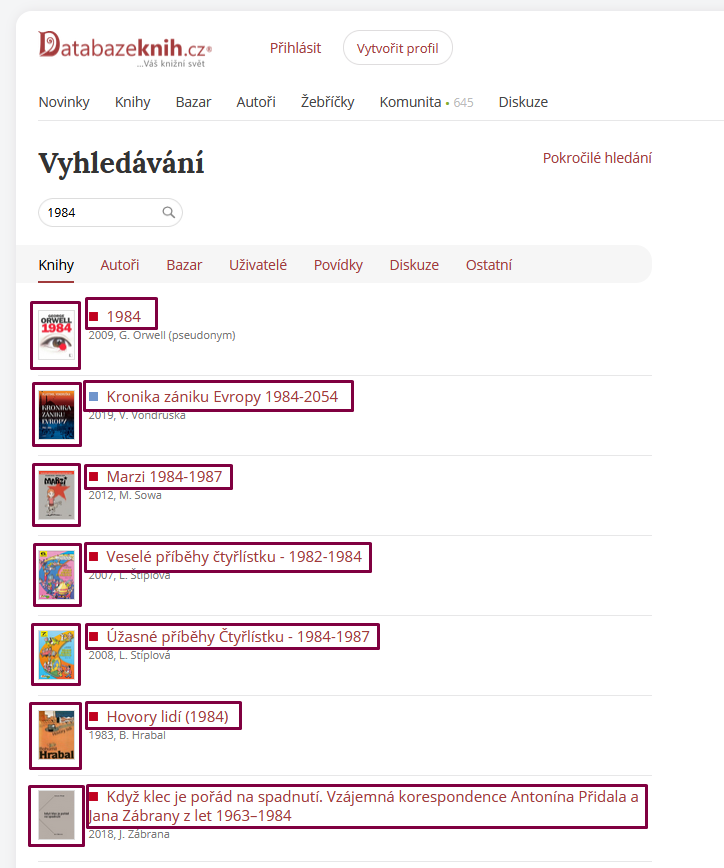 Databazeknih.cz®
...Váš knižní svět
Přihlásit
Vytvořit profil
Novinky Knihy Bazar Autoři Žebříčky Komunita • 645 Diskuze
Vyhledávání
Pokročilé hledání
1984
Knihy Autoři Bazar Uživatelé Povídky Diskuze Ostatní
GEORGE
ORWELL
1984
1984
2009, G. Orwell (pseudonym)
KRONIKA
ZÁNIKU
EVROPY
Kronika zániku Evropy 1984-2054
2019, V. Vondruška
MARZI
Marzi 1984-1987
2012, M. Sowa
Veselé příběhy čtyřlístku - 1982-1984
2007, L. Štíplová
Úžasné příběhy Čtyřlístku - 1984-1987
2008, L. Štíplová
Hrabal
Hovory lidí (1984)
1983, B. Hrabal
Když klec je pořád na spadnutí. Vzájemná korespondence Antonína Přidala a
Jana Zábrany z let 1963–1984
2018, J. Zábrana